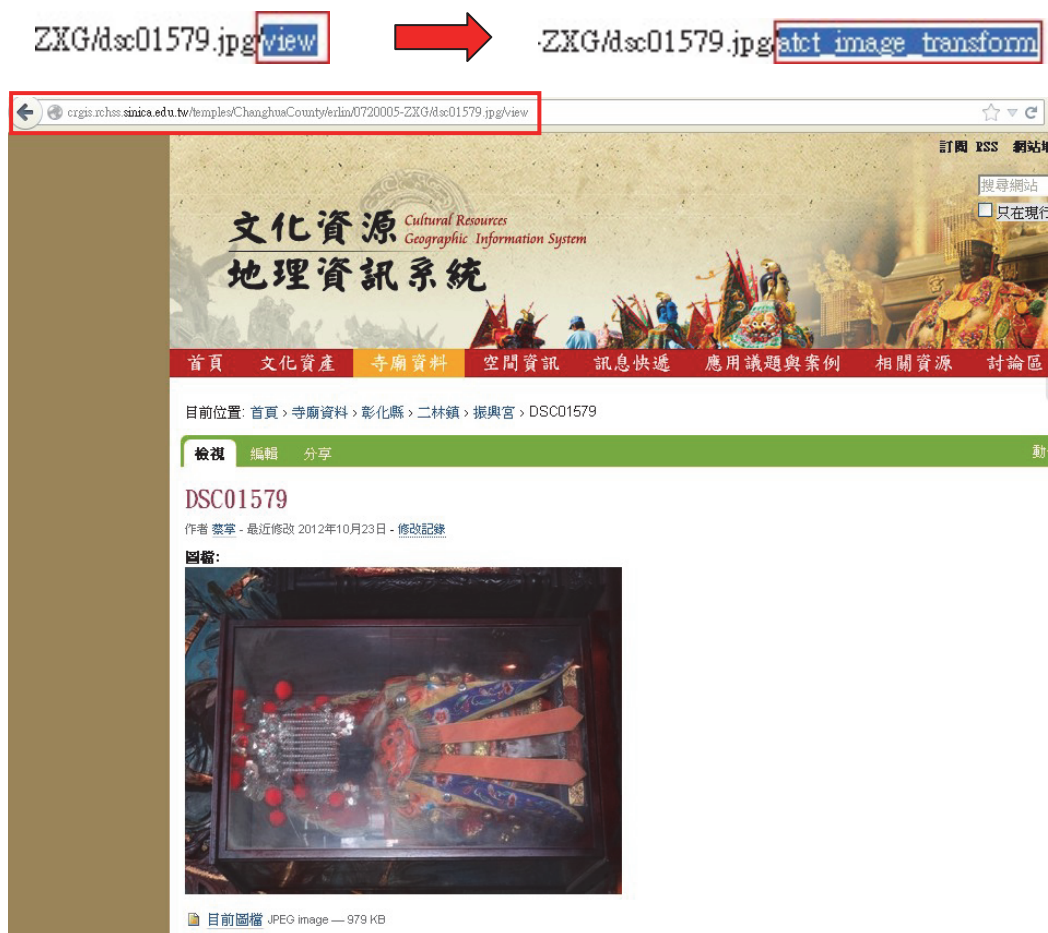 ZXG/dsc01579.jpg/view
-ZXG/dsc01579.jpg/atct_image_transform
crgis.rchss.sinica.edu.tw/temples/ChanghuaCounty/erlin/0720005-ZXG/dsc01579.jpg/view
訂閱 RSS 網站
搜尋網站
只在現行
文化資源 Cultural Resources
Geographic Information System
地理資訊系統
首頁 文化資產 寺廟資料 空間資訊 訊息快遞 應用議題與案例 相關資源 討論區
目前位置: 首頁 › 寺廟資料 › 彰化縣 › 二林鎮 › 振興宮 › DSC01579
檢視 編輯 分享 動
DSC01579
作者 蔡掌 - 最近修改 2012年10月23日 - 修改記錄
圖檔:
目前圖檔 JPEG image — 979 KB